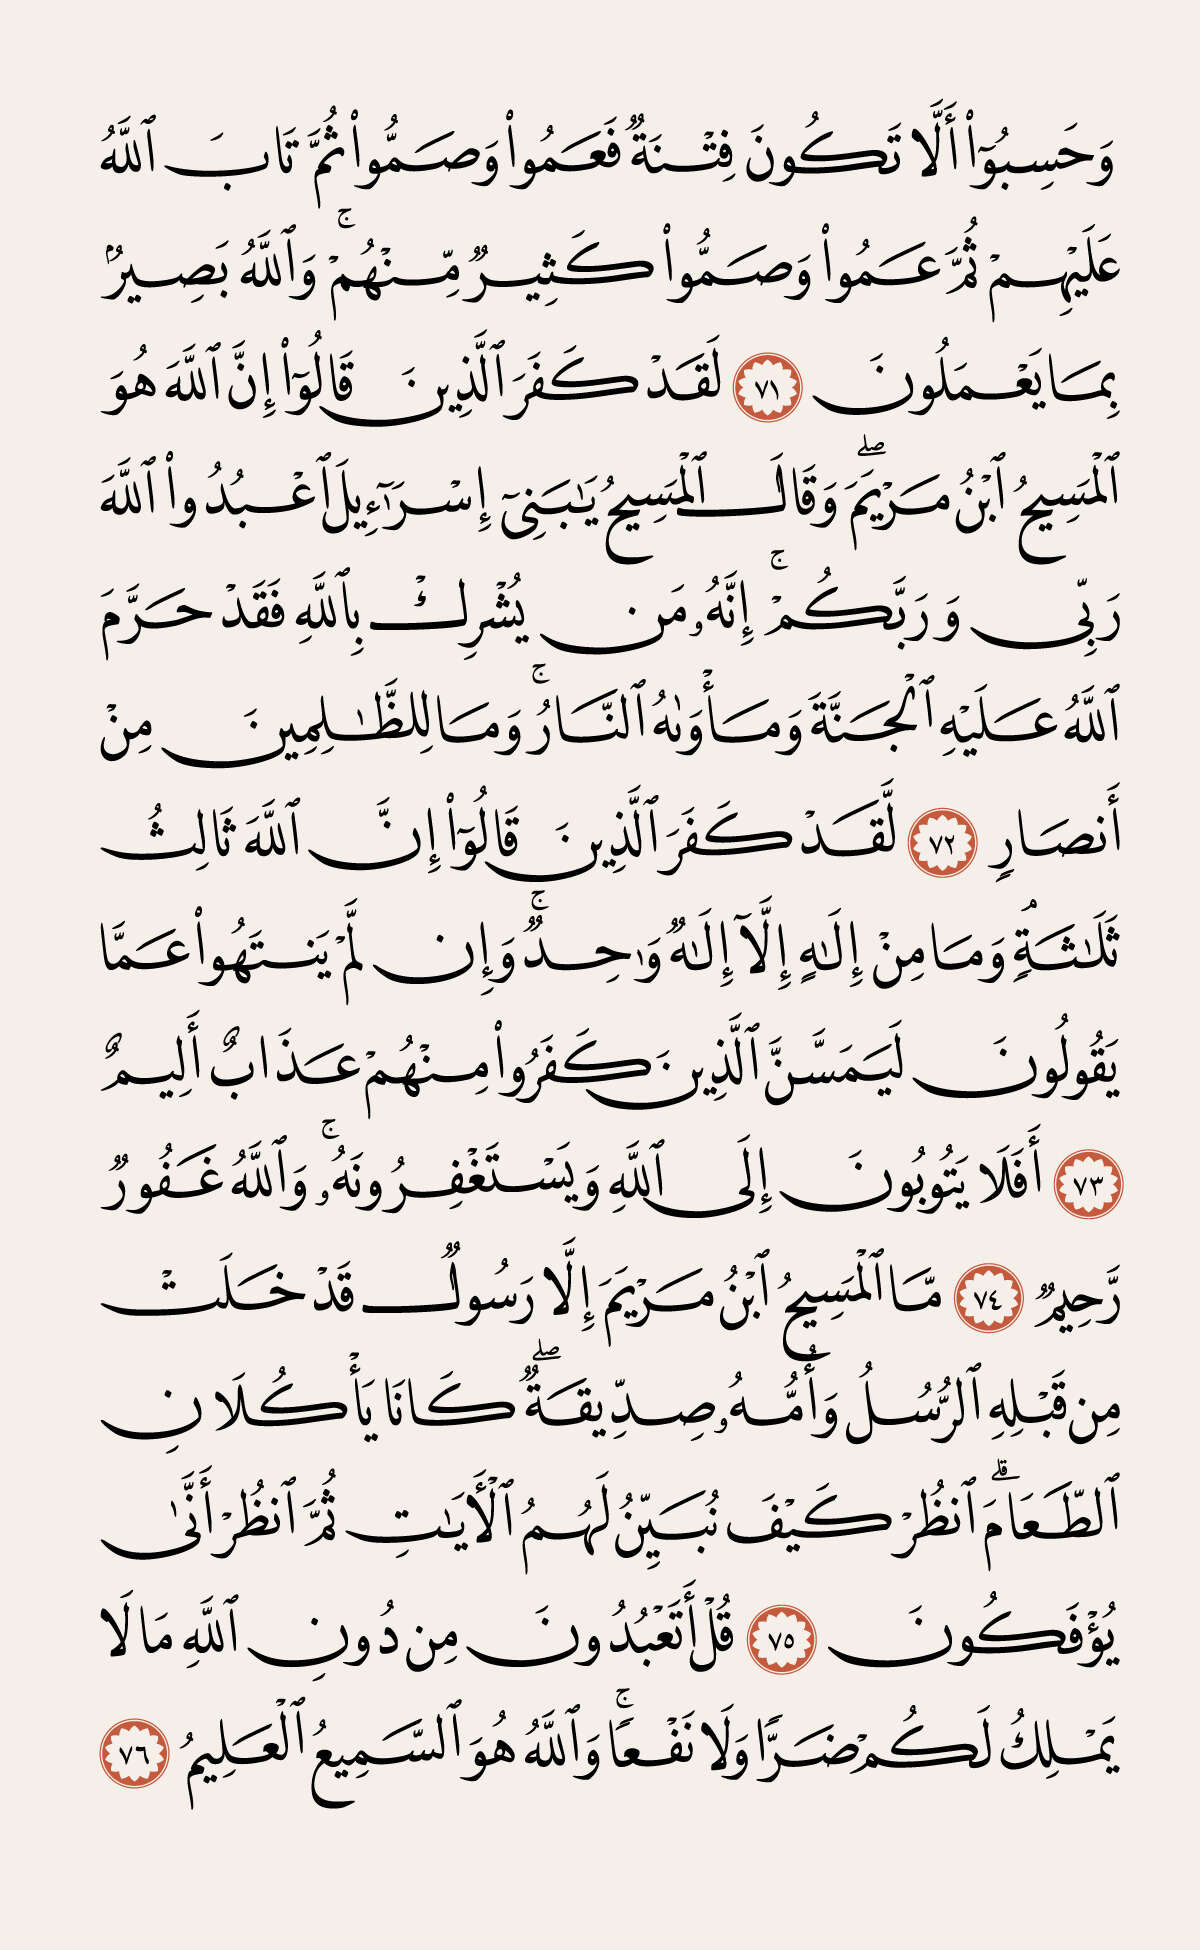 وَحَسِبُوٓا۟ أَلَّا تَكُونَ فِتْنَةٌ فَعَمُوا۟ وَصَمُّوا۟ ثُمَّ تَابَ ٱللَّهُ
عَلَيْهِمْ ثُمَّ عَمُوا۟ وَصَمُّوا۟ كَثِيرٌ مِّنْهُمْ ۚ وَٱللَّهُ بَصِيرٌۢ
بِمَا يَعْمَلُونَ ٧١ لَقَدْ كَفَرَ ٱلَّذِينَ قَالُوٓا۟ إِنَّ ٱللَّهَ هُوَ
ٱلْمَسِيحُ ٱبْنُ مَرْيَمَ ۖ وَقَالَ ٱلْمَسِيحُ يَٰبَنِىٓ إِسْرَٰٓءِيلَ ٱعْبُدُوا۟ ٱللَّهَ
رَبِّى وَرَبَّكُمْ ۚ إِنَّهُۥ مَن يُشْرِكْ بِٱللَّهِ فَقَدْ حَرَّمَ
ٱللَّهُ عَلَيْهِ ٱلْجَنَّةَ وَمَأْوَىٰهُ ٱلنَّارُ ۚ وَمَا لِلظَّٰلِمِينَ مِنْ
أَنصَارٍ ٧٢ لَّقَدْ كَفَرَ ٱلَّذِينَ قَالُوٓا۟ إِنَّ ٱللَّهَ ثَالِثُ
ثَلَٰثَةٍۘ وَمَا مِنْ إِلَٰهٍ إِلَّآ إِلَٰهٌ وَٰحِدٌ ۚ وَإِن لَّمْ يَنتَهُوا۟ عَمَّا
يَقُولُونَ لَيَمَسَّنَّ ٱلَّذِينَ كَفَرُوا۟ مِنْهُمْ عَذَابٌ أَلِيمٌ
٧٣ أَفَلَا يَتُوبُونَ إِلَى ٱللَّهِ وَيَسْتَغْفِرُونَهُۥ ۚ وَٱللَّهُ غَفُورٌ
رَّحِيمٌ ٧٤ مَّا ٱلْمَسِيحُ ٱبْنُ مَرْيَمَ إِلَّا رَسُولٌ قَدْ خَلَتْ
مِن قَبْلِهِ ٱلرُّسُلُ وَأُمُّهُۥ صِدِّيقَةٌ ۖ كَانَا يَأْكُلَانِ
ٱلطَّعَامَ ۗ ٱنظُرْ كَيْفَ نُبَيِّنُ لَهُمُ ٱلْأَيَٰتِ ثُمَّ ٱنظُرْ أَنَّىٰ
يُؤْفَكُونَ ٧٥ قُلْ أَتَعْبُدُونَ مِن دُونِ ٱللَّهِ مَا لَا
يَمْلِكُ لَكُمْ ضَرًّا وَلَا نَفْعًا ۚ وَٱللَّهُ هُوَ ٱلسَّمِيعُ ٱلْعَلِيمُ ٧٦